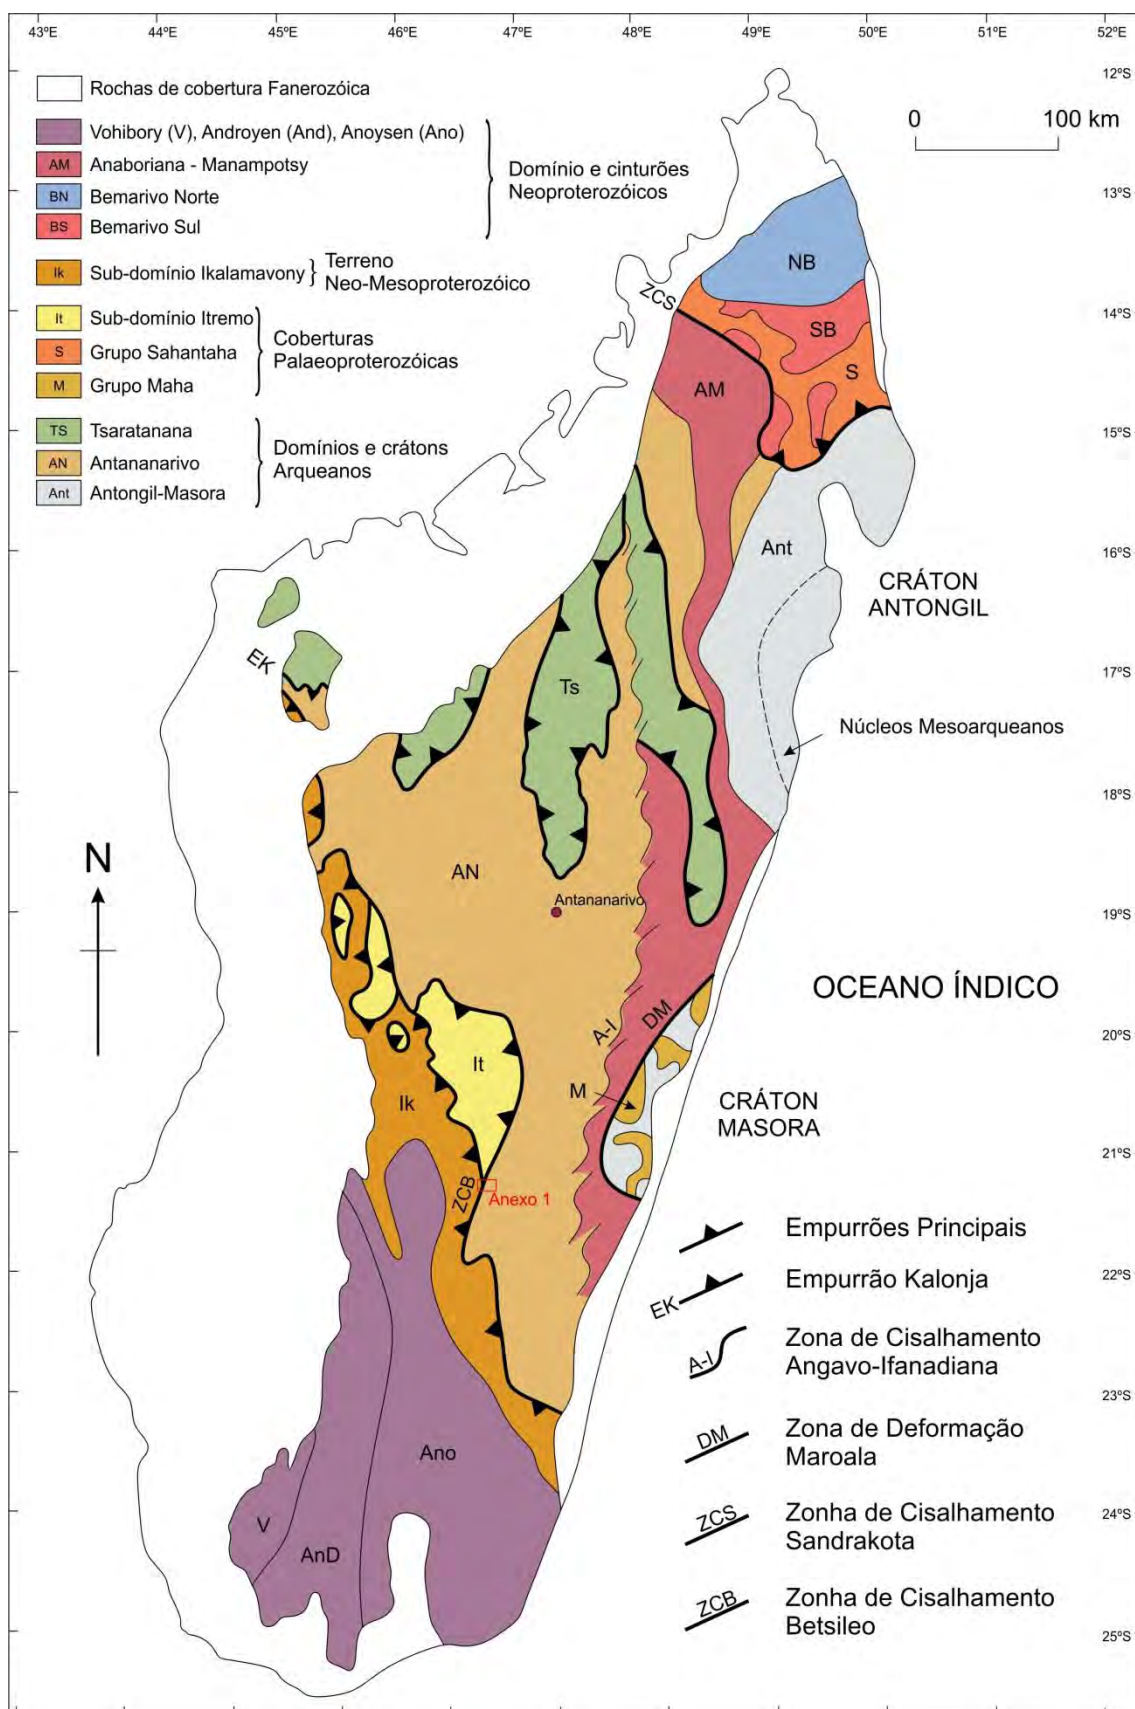 43ºE 44ºE 45ºE 46ºE 47ºE 48ºE 49ºE 50ºE 51ºE 52ºE
12ºS
13ºS
14ºS
15ºS
16ºS
17ºS
18ºS
19ºS
20ºS
21ºS
22ºS
23ºS
24ºS
25ºS
Rochas de cobertura Fanerozóica
Vohibory (V), Androyen (And), Anoysen (Ano)
AM Anaboriana - Manampotsy
BN Bemarivo Norte
BS Bemarivo Sul
Domínio e cinturões
Neoproterozóicos
Ik Sub-domínio Ikalamavony
Terreno
Neo-Mesoproterozóico
It Sub-domínio Itremo
S Grupo Sahantaha
M Grupo Maha
Coberturas
Palaeoproterozóicas
TS Tsaratanana
AN Antananarivo
Ant Antongil-Masora
Domínios e crátons
Arqueanos
0 100 km
NB
ZCS
SB
S
AM
Ant
CRÁTON
ANTONGIL
EK
Ts
Núcleos Mesoarqueanos
N
AN
Antananarivo
OCEANO ÍNDICO
DM
A-I
It
M
Ik
CRÁTON
MASORA
ZCB
Anexo 1
Ano
V
AnD
Empurrões Principais
EK
Empurrão Kalonja
A-I
Zona de Cisalhamento
Angavo-Ifanadiana
DM
Zona de Deformação
Maroala
ZCS
Zonha de Cisalhamento
Sandrakota
ZCB
Zonha de Cisalhamento
Betsileo